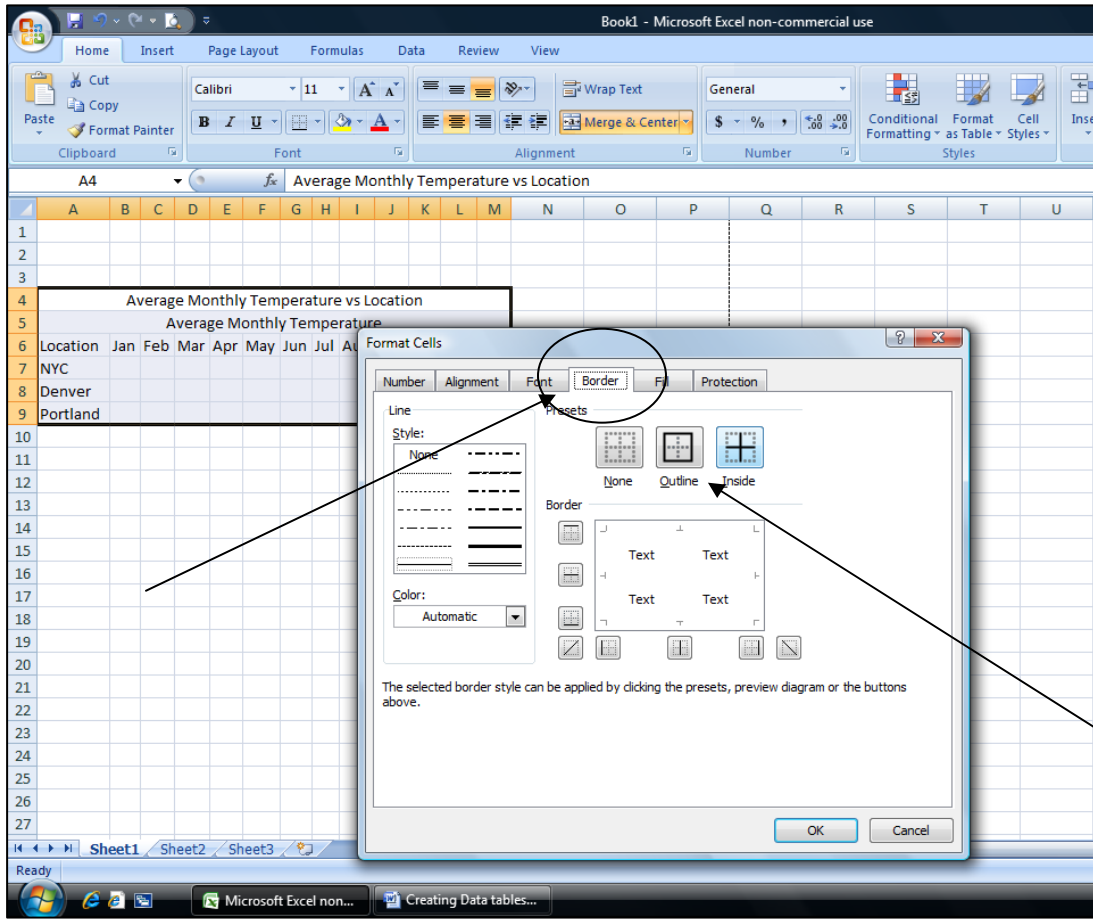 Book1 - Microsoft Excel non-commercial use
Home Insert Page Layout Formulas Data Review View
Cut
Copy
Paste
Format Painter
Clipboard
Calibri 11 A A
B I U A
Font
Wrap Text
Merge & Center
Alignment
General
$ % , .0 .00 .00 .0
Number
Conditional Formatting
Format as Table
Cell Styles
Styles
A4 fx Average Monthly Temperature vs Location
A B C D E F G H I J K L M N O P Q R S T U
1
2
3
4 Average Monthly Temperature vs Location
5 Average Monthly Temperature
6 Location Jan Feb Mar Apr May Jun Jul
7 NYC
8 Denver
9 Portland
10
11
12
13
14
15
16
17
18
19
20
21
22
23
24
25
26
27
Format Cells
Number Alignment Font Border Fill Protection
Line
Style:
None
Color:
Automatic
Presets
None Outline Inside
Border
Text Text
Text Text
The selected border style can be applied by clicking the presets, preview diagram or the buttons
above.
OK Cancel
Sheet1 Sheet2 Sheet3
Ready
Microsoft Excel non... Creating Data tables...